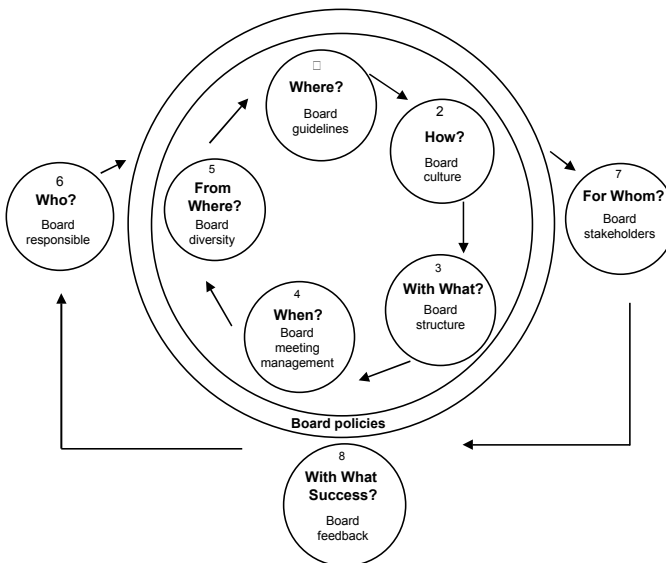 Where?
Board
guidelines
2
How?
Board
culture
3
With What?
Board
structure
4
When?
Board
meeting
management
5
From
Where?
Board
diversity
6
Who?
Board
responsible
7
For Whom?
Board
stakeholders
Board policies
8
With What
Success?
Board
feedback